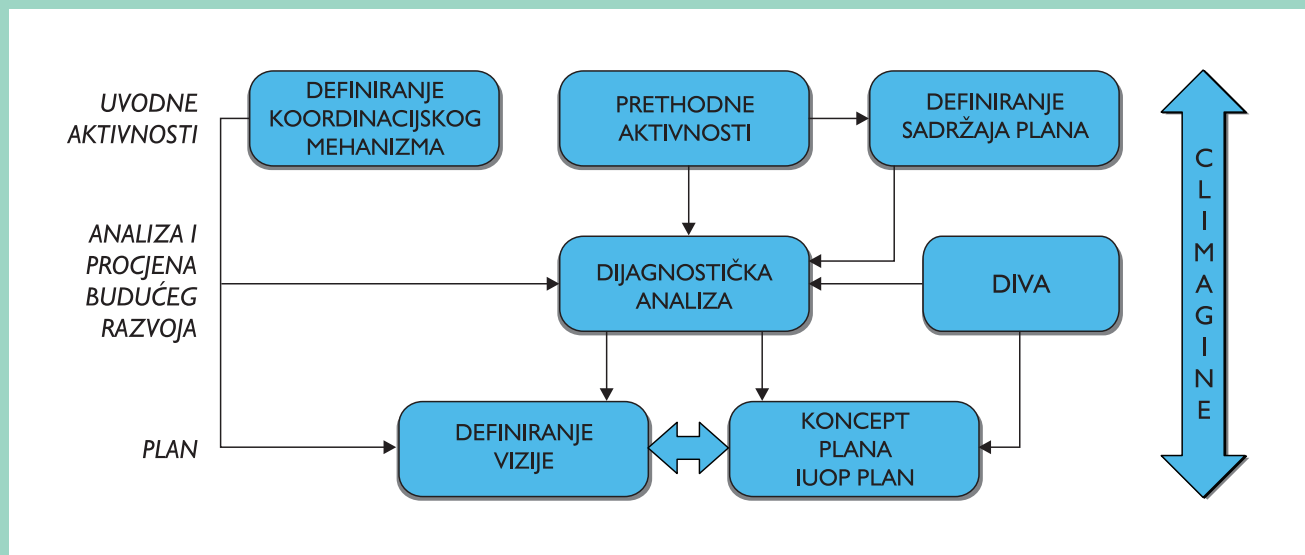 UVODNE
AKTIVNOSTI
DEFINIRANJE
KOORDINACIJSKOG
MEHANIZMA
PRETHODNE
AKTIVNOSTI
DEFINIRANJE
SADRŽAJA PLANA
ANALIZA I
PROCJENA
BUDUĆEG
RAZVOJA
DIJAGNOSTIČKA
ANALIZA
DIVA
PLAN
DEFINIRANJE
VIZIJE
KONCEPT
PLANA
IUOP PLAN
CLIMAGINE